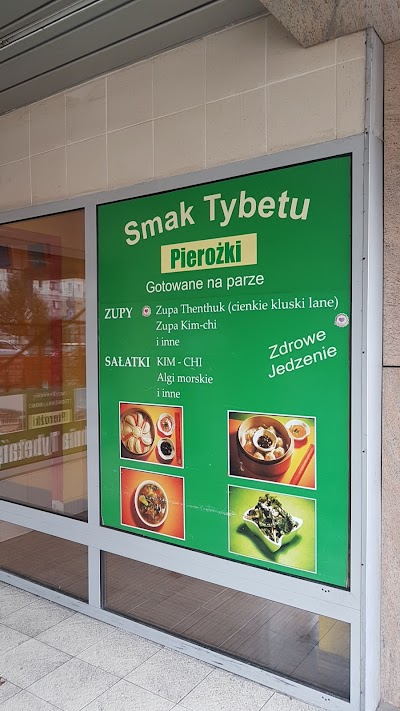 Smak Tybetu
Pierożki
Gotowane na parze
ZUPY Zupa Thenthuk (cienkie kluski lane)
Zupa Kim-chi
i inne
SAŁATKI KIM - CHI
Algi morskie
i inne
Zdrowe
Jedzenie
Pierożki